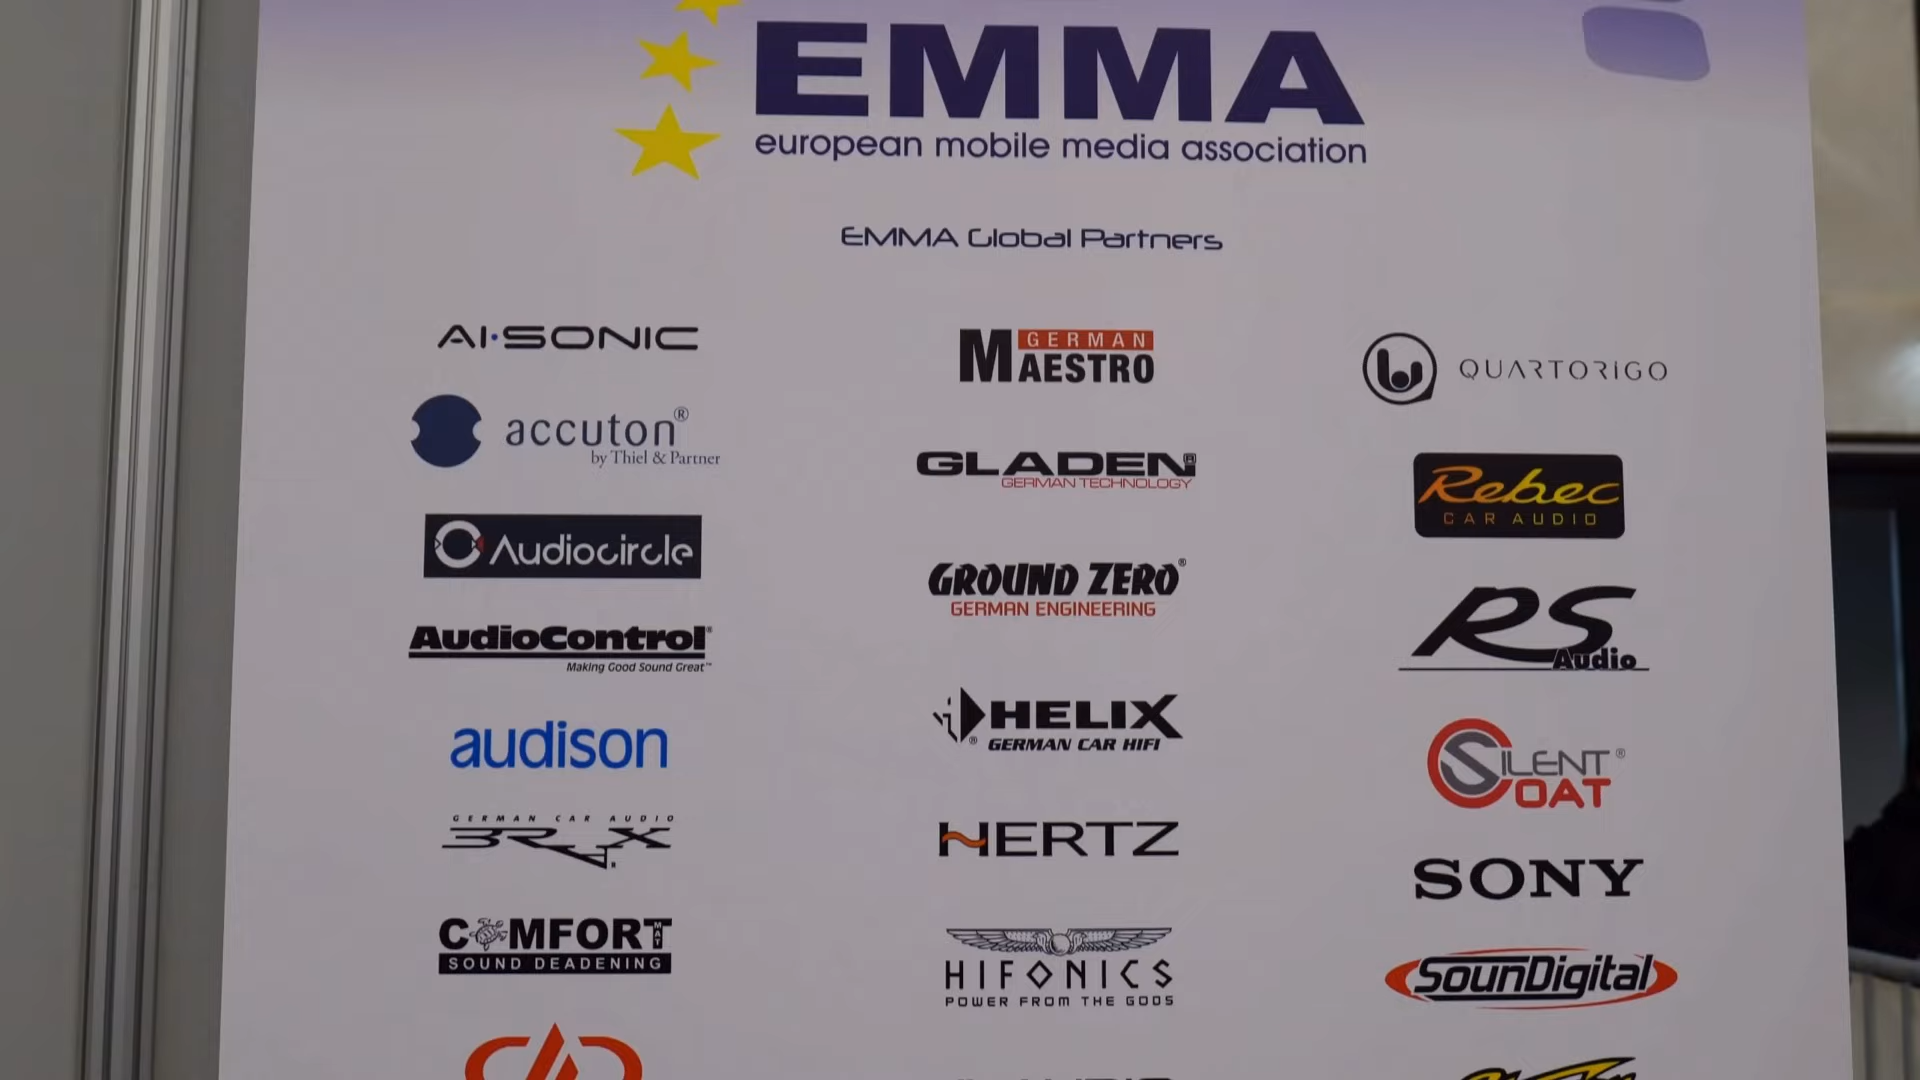 EMMA
european mobile media association
EMMA Global Partners
AI·SONIC
accuton®
by Thiel & Partner
Audiocircle
AudioControl®
Making Good Sound Great™
audison
GERMAN CAR AUDIO
BRAX
COMFORT
MAT
SOUND DEADENING
GERMAN
MAESTRO
GLADEN®
GERMAN TECHNOLOGY
GROUND ZERO®
GERMAN ENGINEERING
HELIX
®
GERMAN CAR HIFI
HERTZ
HIFONICS
POWER FROM THE GODS
QUARTORIGO
Rebec
CAR AUDIO
RS
Audio
SILENT®
COAT
SONY
SounDigital